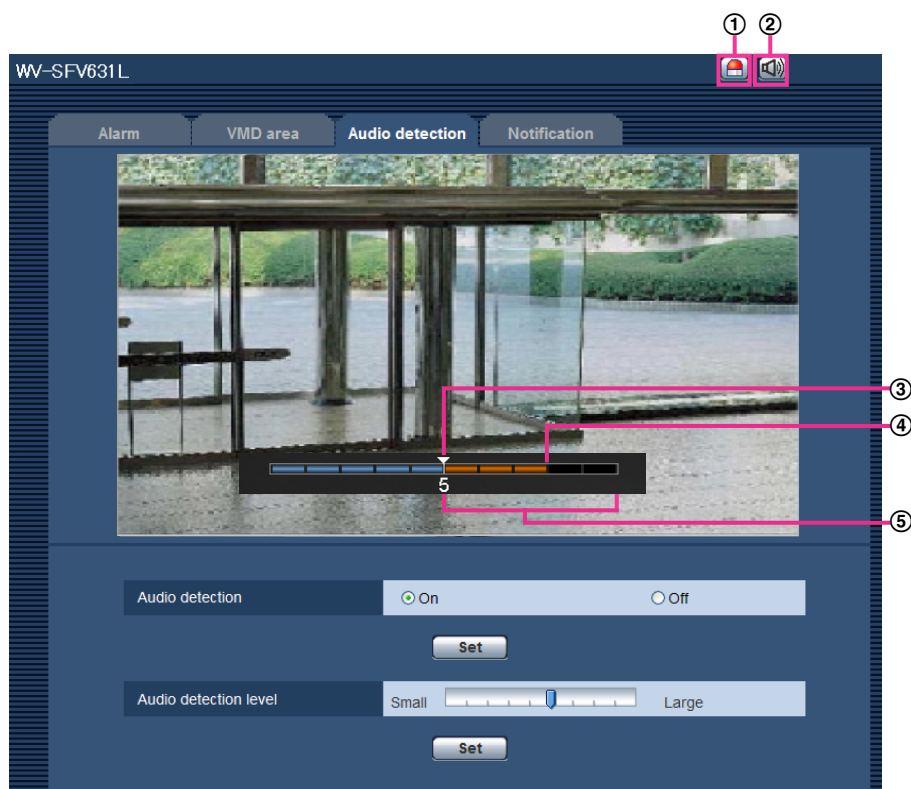 ① ②
WV-SFV631L
Alarm VMD area Audio detection Notification
③
④
5
⑤
Audio detection On Off
Set
Audio detection level Small Large
Set